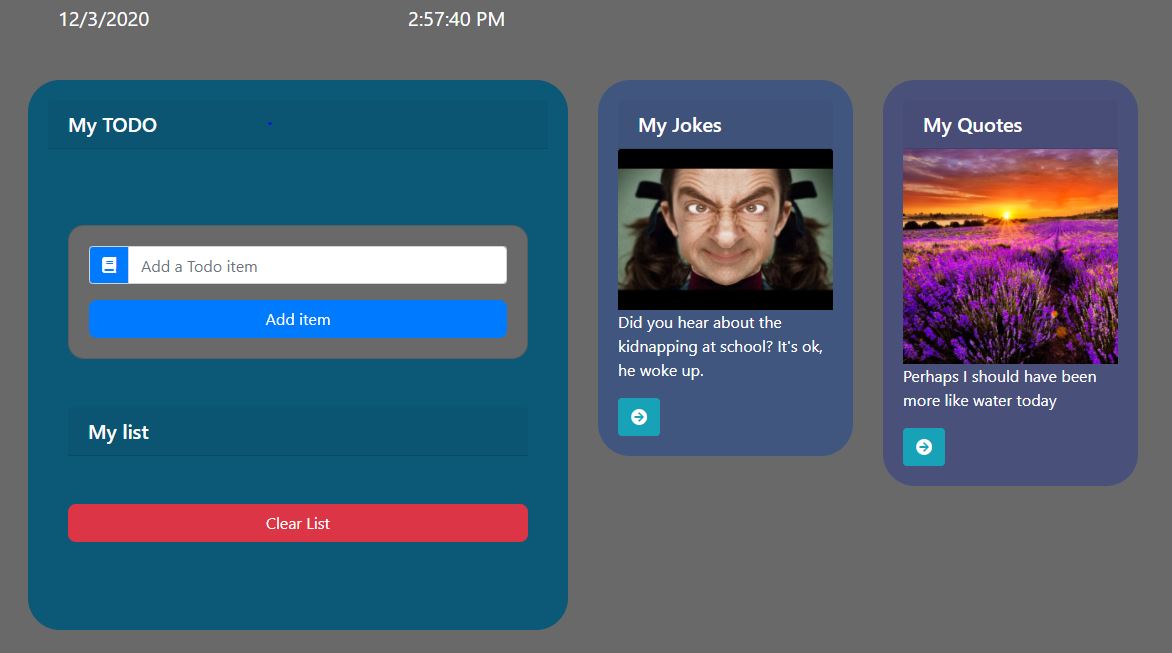 12/3/2020
2:57:40 PM
My TODO
Add a Todo item
Add item
My list
Clear List
My Jokes
Did you hear about the
kidnapping at school? It's ok,
he woke up.
My Quotes
Perhaps I should have been
more like water today